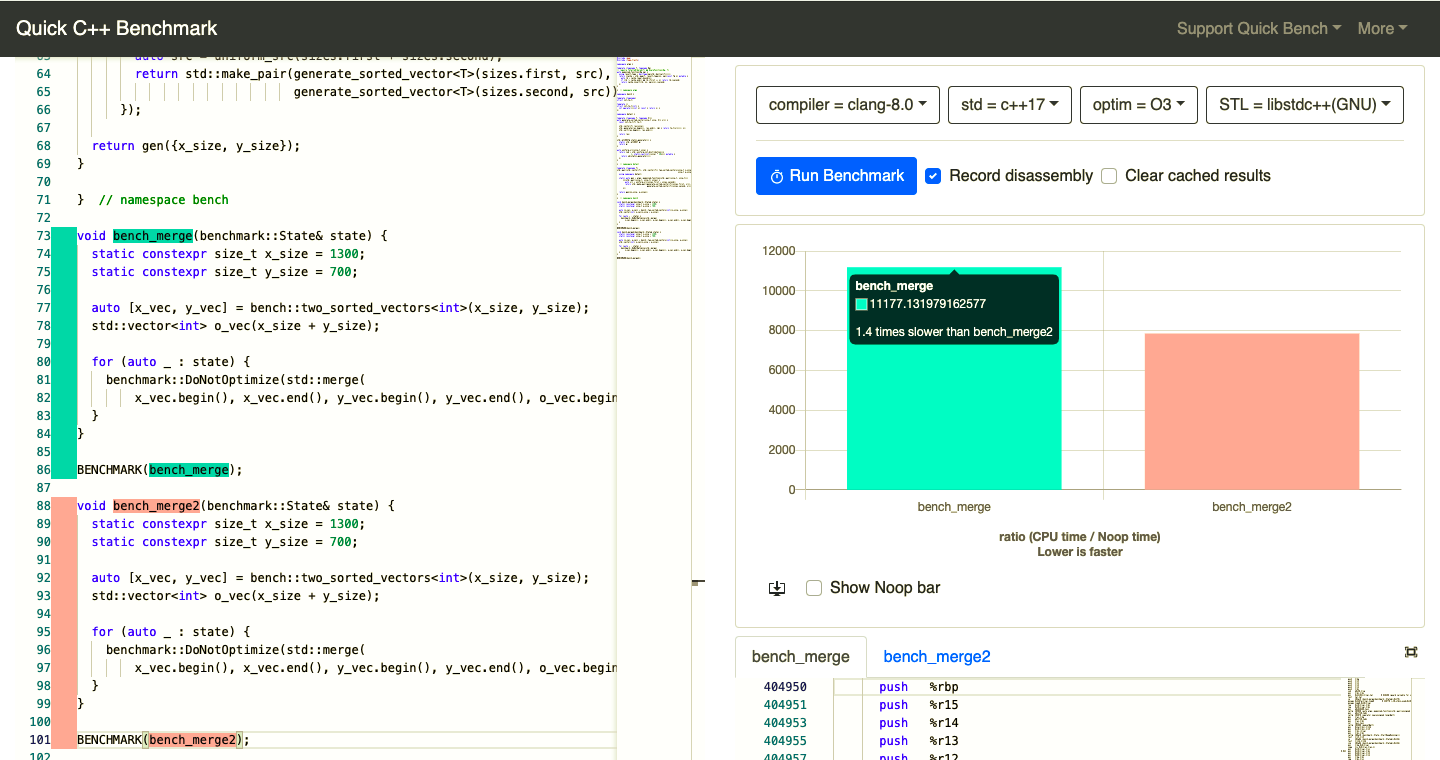 Quick C++ Benchmark
Support Quick Bench
More
64 return std::make_pair(generate_sorted_vector<T>(sizes.first, src),
65 generate_sorted_vector<T>(sizes.second, src))
66 });
67
68 return gen({x_size, y_size});
69 }
70
71 } // namespace bench
72
73 void bench_merge(benchmark::State& state) {
74 static constexpr size_t x_size = 1300;
75 static constexpr size_t y_size = 700;
76
77 auto [x_vec, y_vec] = bench::two_sorted_vectors<int>(x_size, y_size);
78 std::vector<int> o_vec(x_size + y_size);
79
80 for (auto _ : state) {
81 benchmark::DoNotOptimize(std::merge(
82 x_vec.begin(), x_vec.end(), y_vec.begin(), y_vec.end(), o_vec.begin
83 }
84 }
85
86 BENCHMARK(bench_merge);
87
88 void bench_merge2(benchmark::State& state) {
89 static constexpr size_t x_size = 1300;
90 static constexpr size_t y_size = 700;
91
92 auto [x_vec, y_vec] = bench::two_sorted_vectors<int>(x_size, y_size);
93 std::vector<int> o_vec(x_size + y_size);
94
95 for (auto _ : state) {
96 benchmark::DoNotOptimize(std::merge(
97 x_vec.begin(), x_vec.end(), y_vec.begin(), y_vec.end(), o_vec.begin
98 }
99 }
100
101 BENCHMARK(bench_merge2);
102
compiler = clang-8.0
std = c++17
optim = O3
STL = libstdc++(GNU)
Run Benchmark
Record disassembly
Clear cached results
12000
10000
8000
6000
4000
2000
0
bench_merge
11177.131979162577
1.4 times slower than bench_merge2
bench_merge
bench_merge2
ratio (CPU time / Noop time)
Lower is faster
Show Noop bar
bench_merge
bench_merge2
404950 push %rbp
404951 push %r15
404953 push %r14
404955 push %r13
404957 push %r12